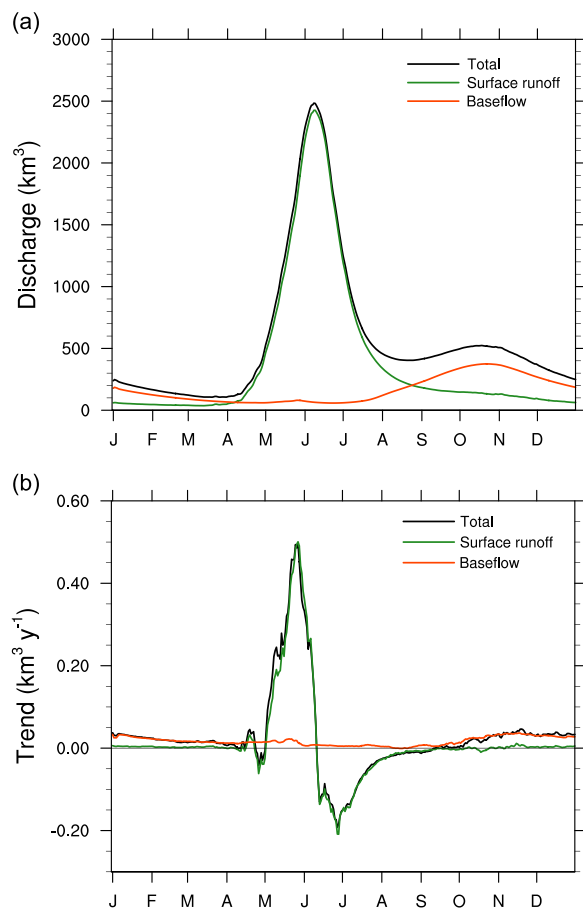 (a)
3000
2500
2000
1500
1000
500
0
Discharge (km³)
Total
Surface runoff
Baseflow
J F M A M J J A S O N D
(b)
0.60
0.40
0.20
0.00
-0.20
Trend (km³ y⁻¹)
Total
Surface runoff
Baseflow
J F M A M J J A S O N D